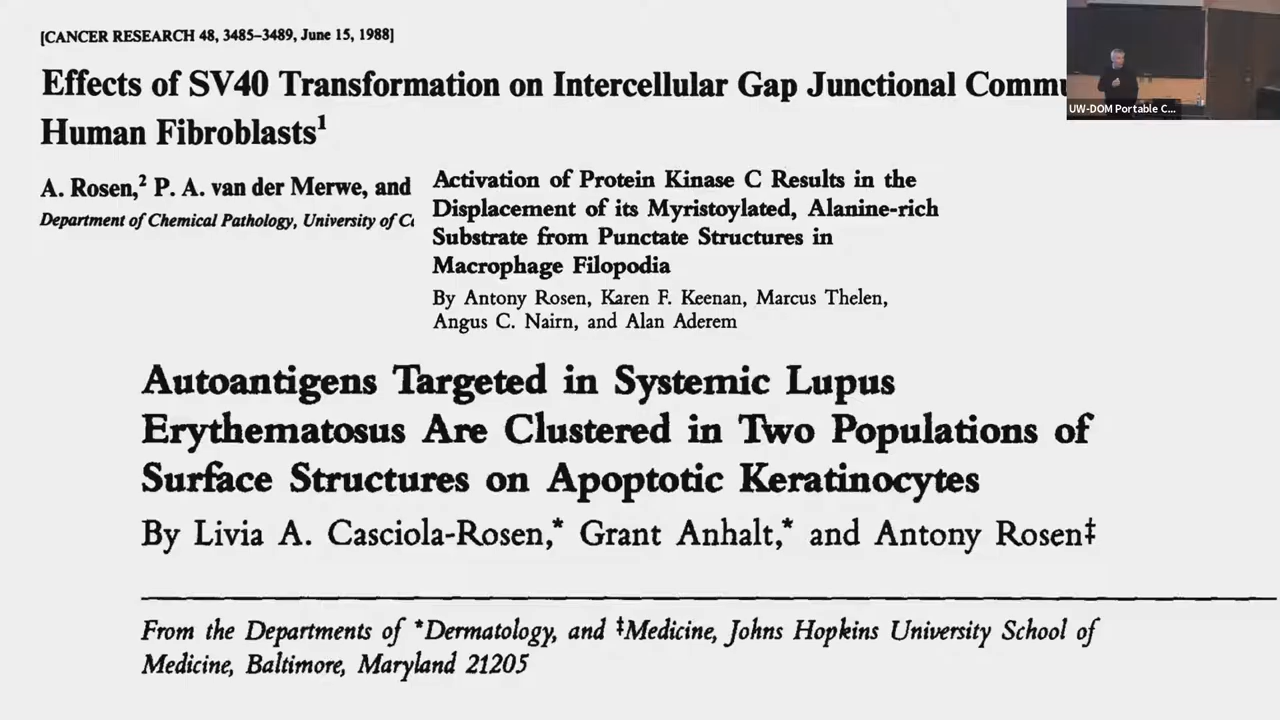 [CANCER RESEARCH 48, 3485–3489, June 15, 1988]
Effects of SV40 Transformation on Intercellular Gap Junctional
Human Fibroblasts¹
A. Rosen,² P. A. van der Merwe, and
Department of Chemical Pathology, University of
Activation of Protein Kinase C Results in the
Displacement of its Myristoylated, Alanine-rich
Substrate from Punctate Structures in
Macrophage Filopodia
By Antony Rosen, Karen F. Keenan, Marcus Thelen,
Angus C. Nairn, and Alan Aderem
Autoantigens Targeted in Systemic Lupus
Erythematosus Are Clustered in Two Populations of
Surface Structures on Apoptotic Keratinocytes
By Livia A. Casciola-Rosen,* Grant Anhalt,* and Antony Rosen‡
From the Departments of *Dermatology, and ‡Medicine, Johns Hopkins University School of
Medicine, Baltimore, Maryland 21205
UW-DOM Portable C...